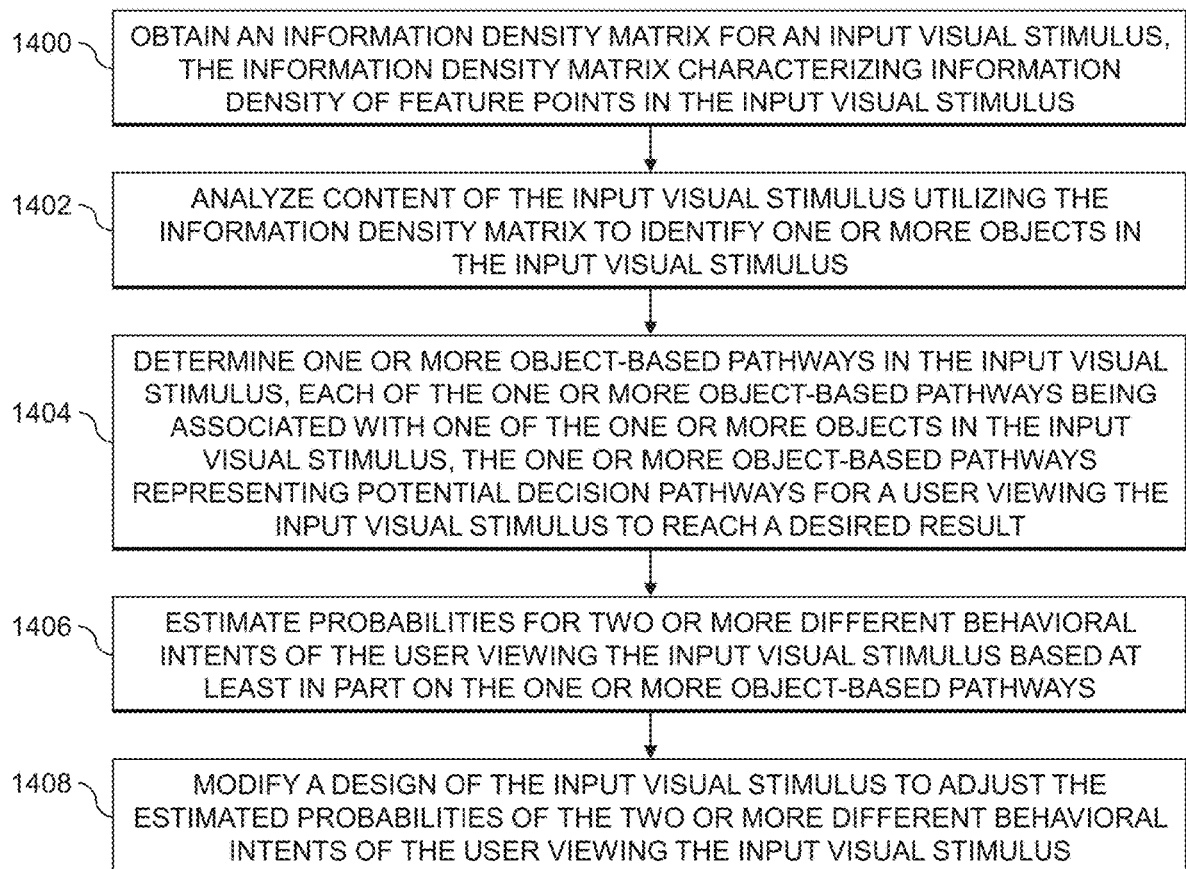 1400
OBTAIN AN INFORMATION DENSITY MATRIX FOR AN INPUT VISUAL STIMULUS,
THE INFORMATION DENSITY MATRIX CHARACTERIZING INFORMATION
DENSITY OF FEATURE POINTS IN THE INPUT VISUAL STIMULUS
1402
ANALYZE CONTENT OF THE INPUT VISUAL STIMULUS UTILIZING THE
INFORMATION DENSITY MATRIX TO IDENTIFY ONE OR MORE OBJECTS IN
THE INPUT VISUAL STIMULUS
1404
DETERMINE ONE OR MORE OBJECT-BASED PATHWAYS IN THE INPUT VISUAL
STIMULUS, EACH OF THE ONE OR MORE OBJECT-BASED PATHWAYS BEING
ASSOCIATED WITH ONE OF THE ONE OR MORE OBJECTS IN THE INPUT
VISUAL STIMULUS, THE ONE OR MORE OBJECT-BASED PATHWAYS
REPRESENTING POTENTIAL DECISION PATHWAYS FOR A USER VIEWING THE
INPUT VISUAL STIMULUS TO REACH A DESIRED RESULT
1406
ESTIMATE PROBABILITIES FOR TWO OR MORE DIFFERENT BEHAVIORAL
INTENTS OF THE USER VIEWING THE INPUT VISUAL STIMULUS BASED AT
LEAST IN PART ON THE ONE OR MORE OBJECT-BASED PATHWAYS
1408
MODIFY A DESIGN OF THE INPUT VISUAL STIMULUS TO ADJUST THE
ESTIMATED PROBABILITIES OF THE TWO OR MORE DIFFERENT BEHAVIORAL
INTENTS OF THE USER VIEWING THE INPUT VISUAL STIMULUS